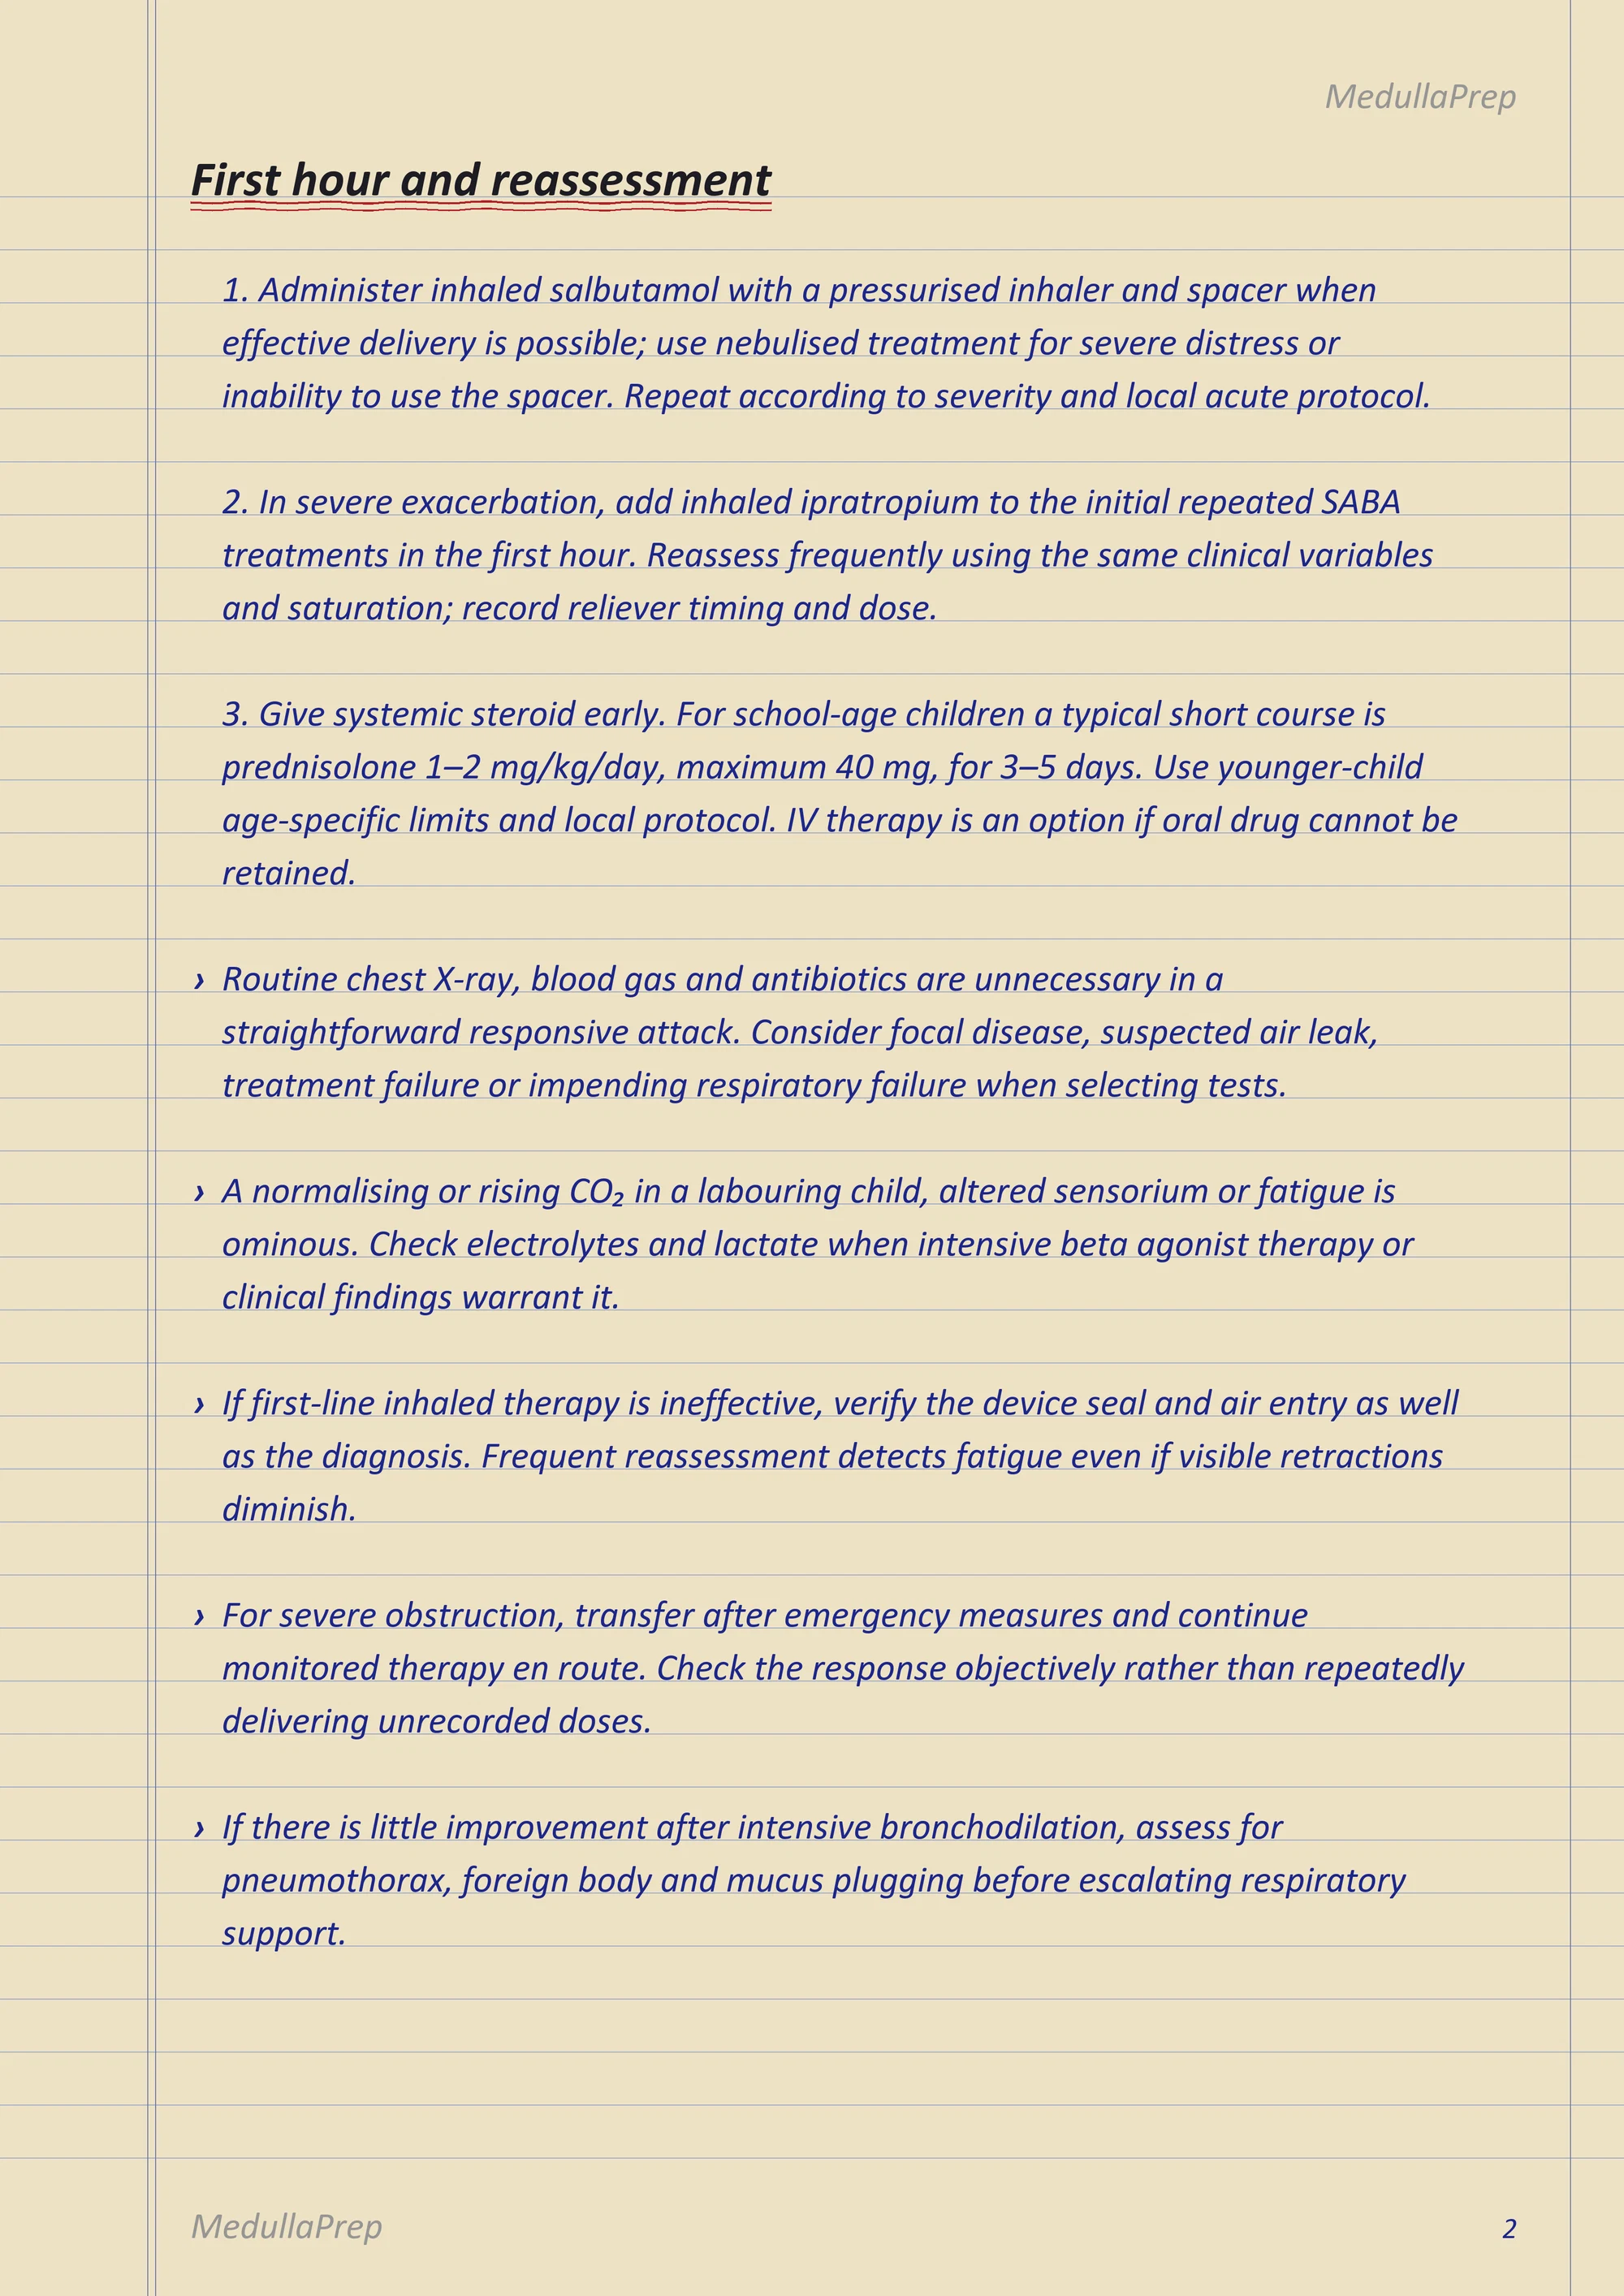 MedullaPrep
First hour and reassessment
1. Administer inhaled salbutamol with a pressurised inhaler and spacer when
effective delivery is possible; use nebulised treatment for severe distress or
inability to use the spacer. Repeat according to severity and local acute protocol.
2. In severe exacerbation, add inhaled ipratropium to the initial repeated SABA
treatments in the first hour. Reassess frequently using the same clinical variables
and saturation; record reliever timing and dose.
3. Give systemic steroid early. For school-age children a typical short course is
prednisolone 1–2 mg/kg/day, maximum 40 mg, for 3–5 days. Use younger-child
age-specific limits and local protocol. IV therapy is an option if oral drug cannot be
retained.
› Routine chest X-ray, blood gas and antibiotics are unnecessary in a
straightforward responsive attack. Consider focal disease, suspected air leak,
treatment failure or impending respiratory failure when selecting tests.
› A normalising or rising CO₂ in a labouring child, altered sensorium or fatigue is
ominous. Check electrolytes and lactate when intensive beta agonist therapy or
clinical findings warrant it.
› If first-line inhaled therapy is ineffective, verify the device seal and air entry as well
as the diagnosis. Frequent reassessment detects fatigue even if visible retractions
diminish.
› For severe obstruction, transfer after emergency measures and continue
monitored therapy en route. Check the response objectively rather than repeatedly
delivering unrecorded doses.
› If there is little improvement after intensive bronchodilation, assess for
pneumothorax, foreign body and mucus plugging before escalating respiratory
support.
MedullaPrep
2